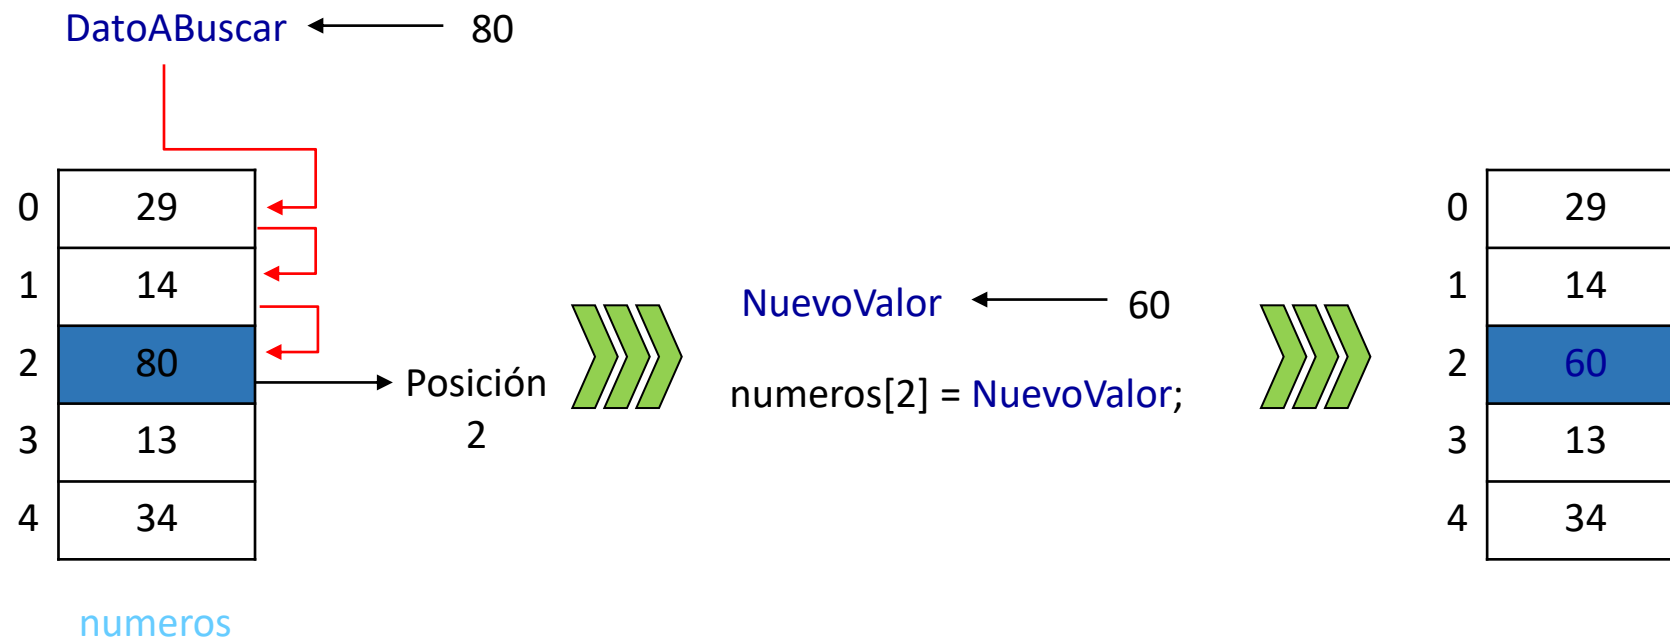 DatoABuscar 80
0 29
1 14
2 80
3 13
4 34
numeros
Posición
2
NuevoValor 60
numeros[2] = NuevoValor;
0 29
1 14
2 60
3 13
4 34